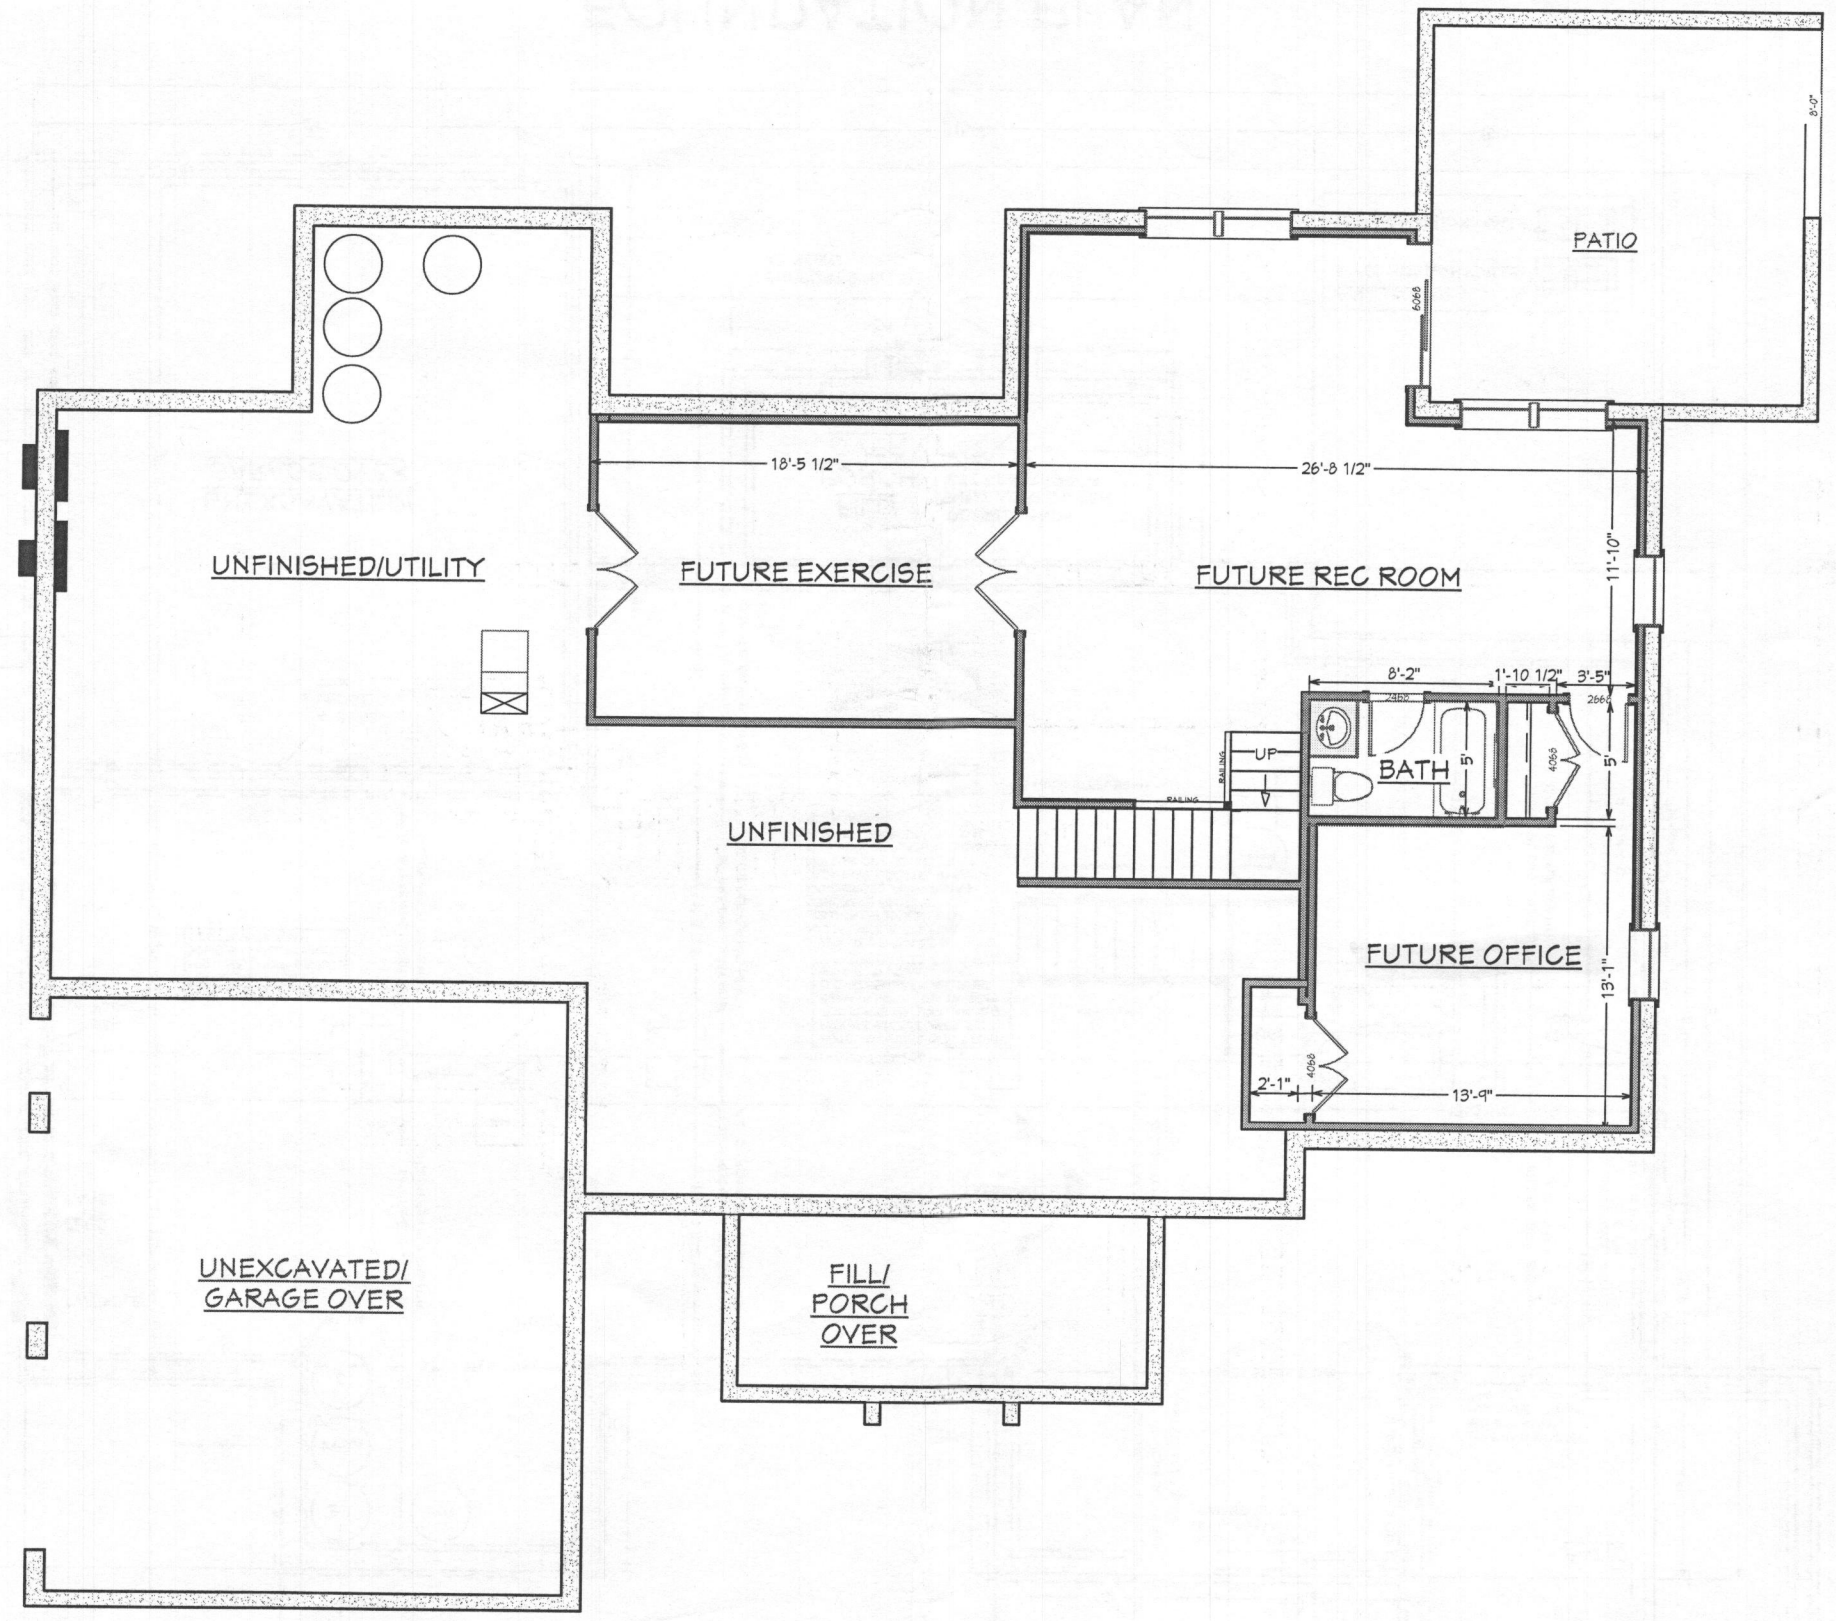 FOUNDATION PLAN
8'-0"
PATIO
6068
18'-5 1/2"
26'-8 1/2"
UNFINISHED/UTILITY
FUTURE EXERCISE
FUTURE REC ROOM
11'-10"
8'-2"
1'-10 1/2"
3'-5"
2468
2668
RAILING
UP
BATH
5'
4068
5'
RAILING
UNFINISHED
FUTURE OFFICE
13'-1"
4068
2'-1"
13'-9"
UNEXCAVATED/
GARAGE OVER
FILL/
PORCH
OVER